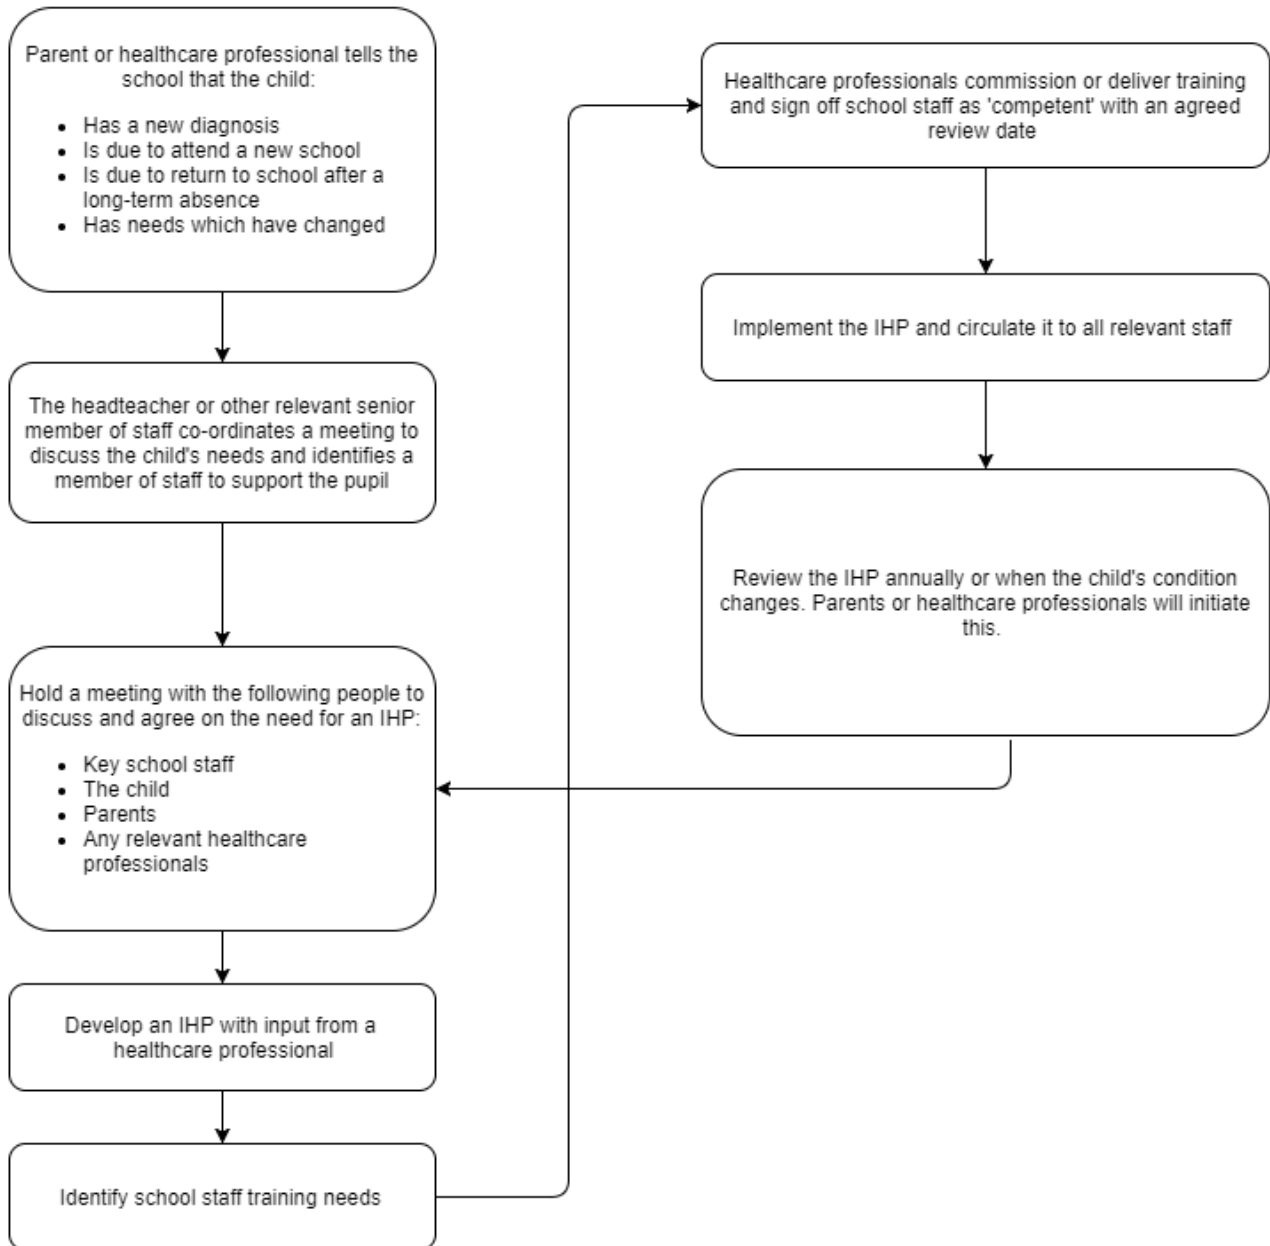 Parent or healthcare professional tells the
school that the child:
• Has a new diagnosis
• Is due to attend a new school
• Is due to return to school after a
long-term absence
• Has needs which have changed
The headteacher or other relevant senior
member of staff co-ordinates a meeting to
discuss the child's needs and identifies a
member of staff to support the pupil
Hold a meeting with the following people to
discuss and agree on the need for an IHP:
• Key school staff
• The child
• Parents
• Any relevant healthcare
professionals
Develop an IHP with input from a
healthcare professional
Identify school staff training needs
Healthcare professionals commission or deliver training
and sign off school staff as 'competent' with an agreed
review date
Implement the IHP and circulate it to all relevant staff
Review the IHP annually or when the child's condition
changes. Parents or healthcare professionals will initiate
this.